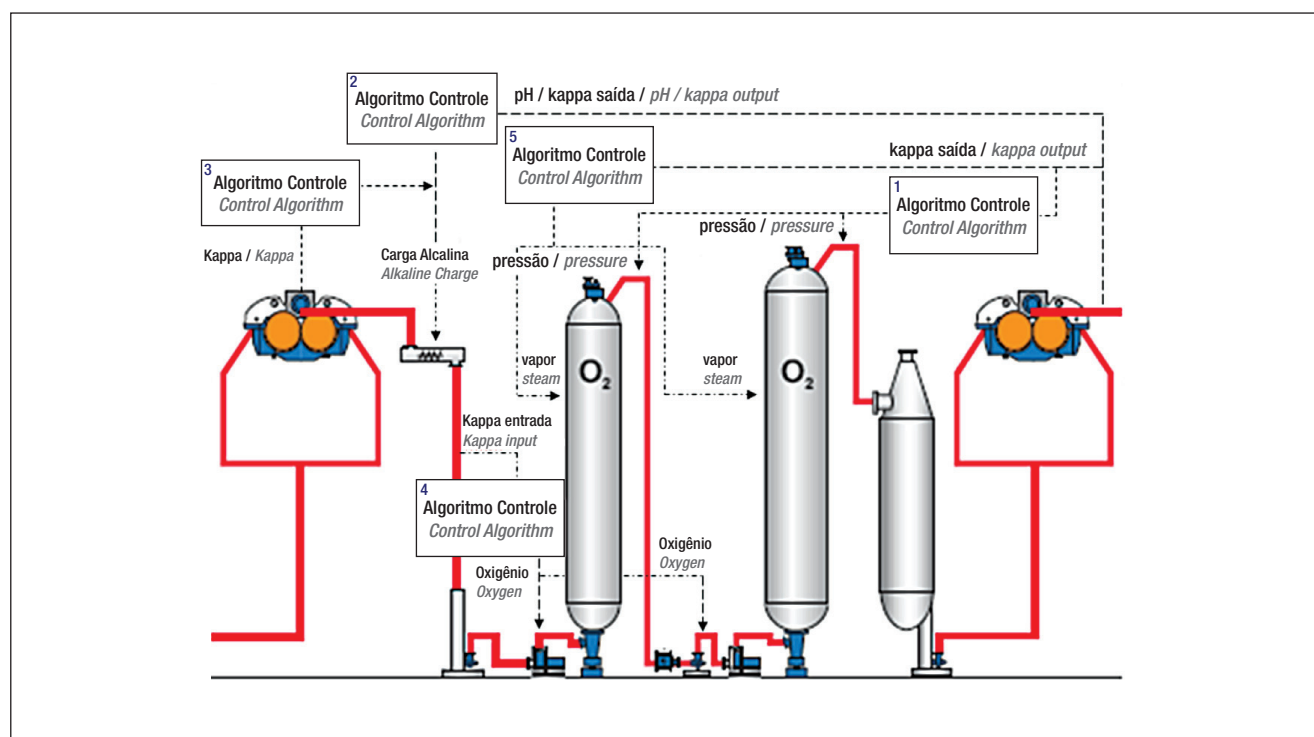 2
Algoritmo Controle
Control Algorithm
pH / kappa saída / pH / kappa output
5
Algoritmo Controle
Control Algorithm
kappa saída / kappa output
3
Algoritmo Controle
Control Algorithm
1
Algoritmo Controle
Control Algorithm
pressão / pressure
Kappa / Kappa
Carga Alcalina
Alkaline Charge
pressão / pressure
vapor
steam
O2
vapor
steam
O2
Kappa entrada
Kappa input
4
Algoritmo Controle
Control Algorithm
Oxigênio
Oxygen
Oxigênio
Oxygen